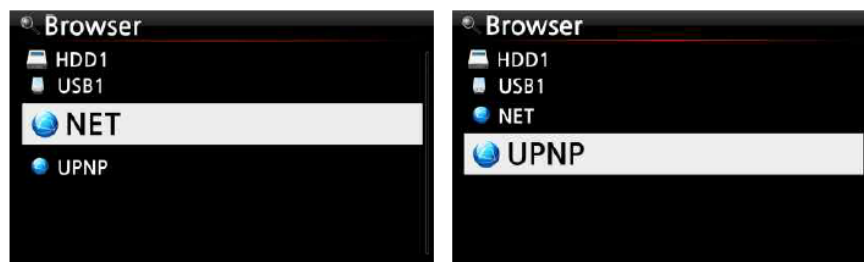 Browser
HDD1
USB1
NET
UPNP
Browser
HDD1
USB1
NET
UPNP